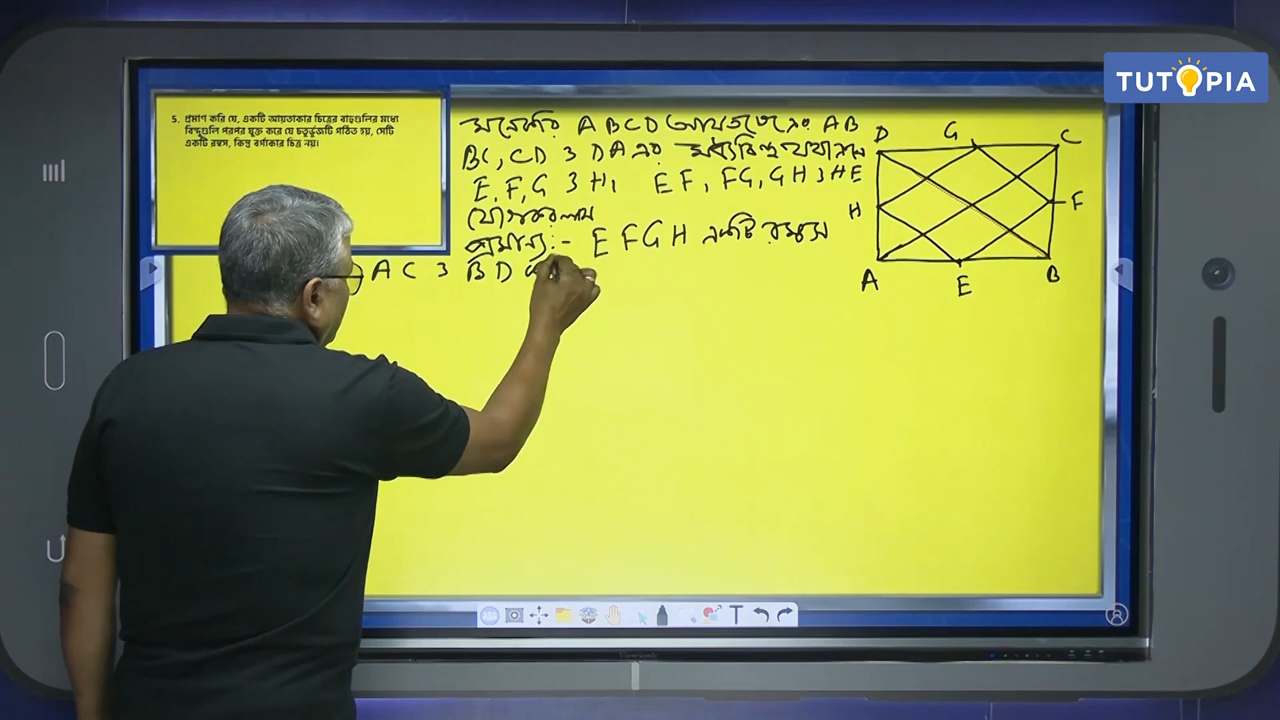 TUTOPIA
5. প্রমাণ করি যে, একটি আয়তাকার চিত্রের বাহুগুলির মধ্যে
বিন্দুগুলি পরপর যুক্ত করে যে চতুর্ভুজটি গঠিত হয়, সেটি
একটি রম্বস, কিন্তু বর্গাকার চিত্র নয়।
মনেকরি ABCD আয়তক্ষেত্রের AB
BC, CD ও DA এর মধ্যবিন্দু যথাক্রমে
E, F, G ও H। EF, FG, GH ও HE
যোগকরলাম
প্রামান্য:- EFGH একটি রম্বস
AC ও BD
D G C
H F
A E B
T
ViewSonic